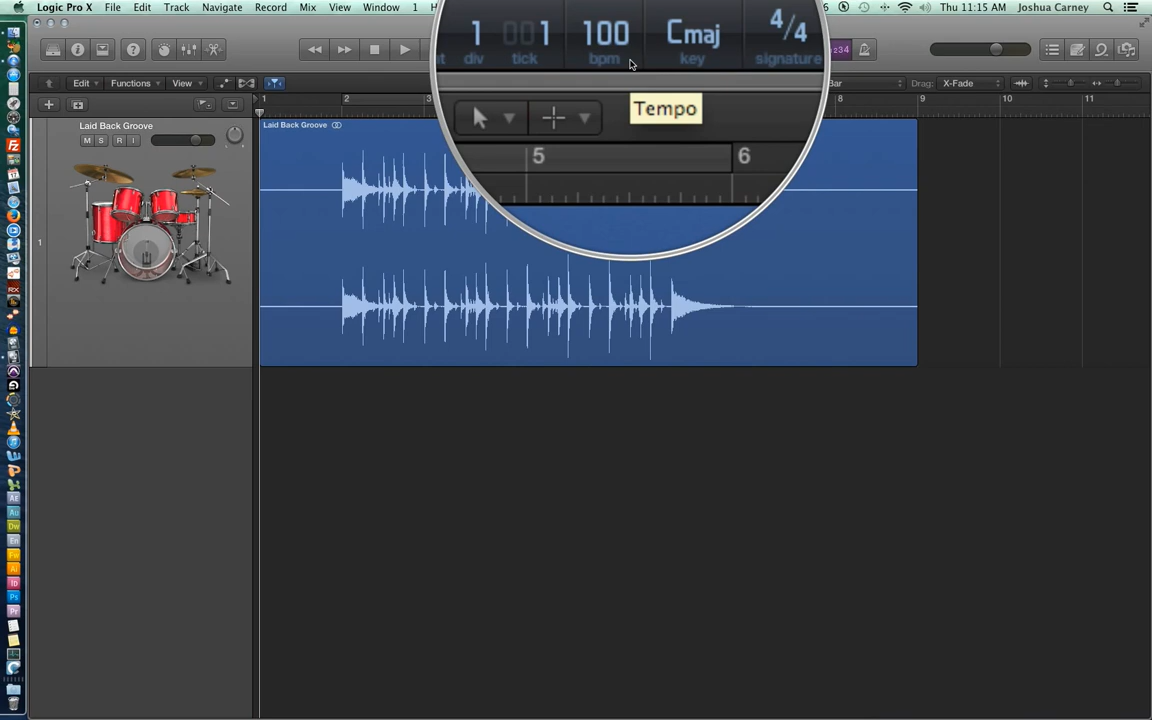 Logic Pro X File Edit Track Navigate Record Mix View Window 1 H
Thu 11:15 AM Joshua Carney
1 001 100 Cmaj 4/4
div tick bpm key signature
234
Tempo
Edit Functions View
Bar Drag: X-Fade
1 2 3 5 6 8 9 10 11
Laid Back Groove
M S R I
Laid Back Groove
1